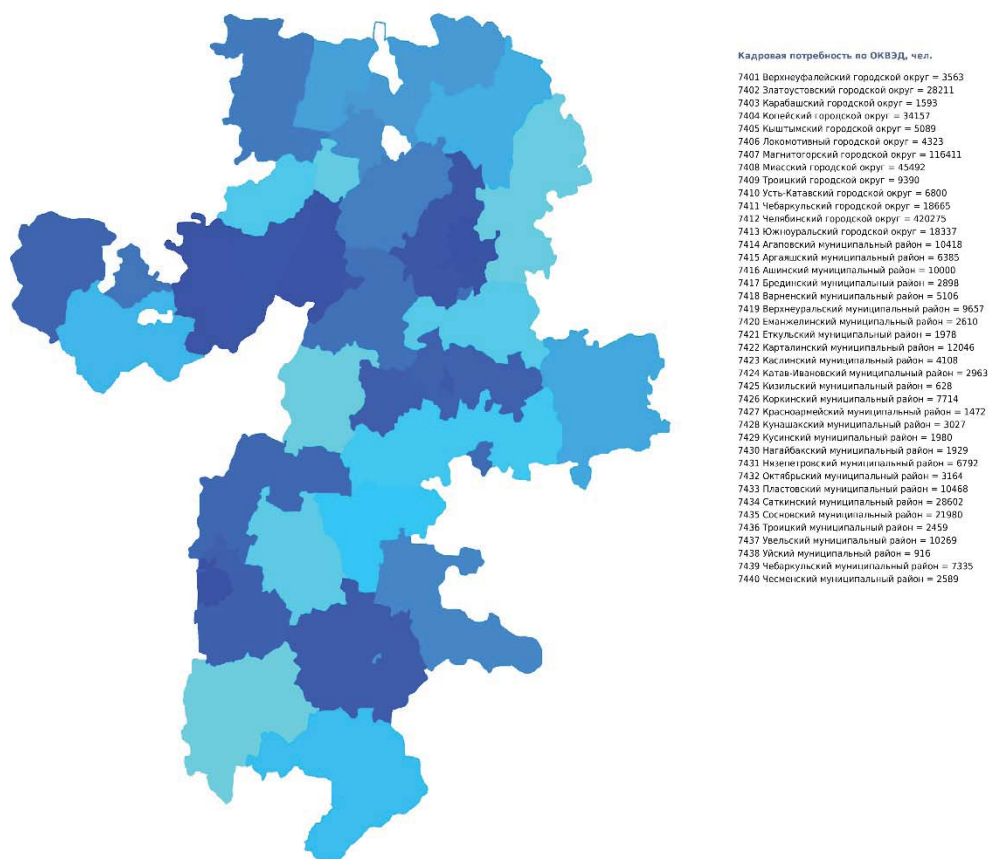 Кадровая потребность по ОКВЭД, чел.
7401 Верхнеуфалейский городской округ = 3563
7402 Златоустовский городской округ = 28211
7403 Карабашский городской округ = 1593
7404 Копейский городской округ = 34157
7405 Кыштымский городской округ = 5089
7406 Локомотивный городской округ = 4323
7407 Магнитогорский городской округ = 116411
7408 Миасский городской округ = 45492
7409 Троицкий городской округ = 9390
7410 Усть-Катавский городской округ = 6800
7411 Чебаркульский городской округ = 18665
7412 Челябинский городской округ = 420275
7413 Южноуральский городской округ = 18337
7414 Агаповский муниципальный район = 10418
7415 Аргаяшский муниципальный район = 6385
7416 Ашинский муниципальный район = 10000
7417 Брединский муниципальный район = 2898
7418 Варненский муниципальный район = 5106
7419 Верхнеуральский муниципальный район = 9657
7420 Еманжелинский муниципальный район = 2610
7421 Еткульский муниципальный район = 1978
7422 Карталинский муниципальный район = 12046
7423 Каслинский муниципальный район = 4108
7424 Катав-Ивановский муниципальный район = 2963
7425 Кизильский муниципальный район = 628
7426 Коркинский муниципальный район = 7714
7427 Красноармейский муниципальный район = 1472
7428 Кунашакский муниципальный район = 3027
7429 Кусинский муниципальный район = 1980
7430 Нагайбакский муниципальный район = 1929
7431 Нязепетровский муниципальный район = 6792
7432 Октябрьский муниципальный район = 3164
7433 Пластовский муниципальный район = 10468
7434 Саткинский муниципальный район = 28602
7435 Сосновский муниципальный район = 21980
7436 Троицкий муниципальный район = 2459
7437 Увельский муниципальный район = 10269
7438 Уйский муниципальный район = 916
7439 Чебаркульский муниципальный район = 7335
7440 Чесменский муниципальный район = 2589